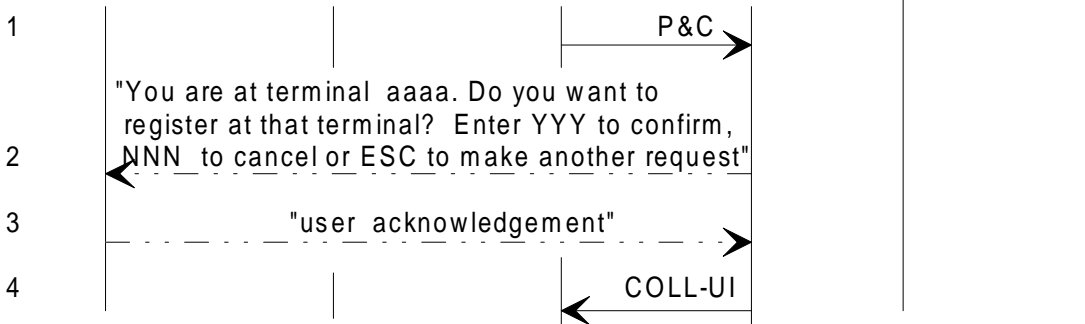 1
P&C
"You are at terminal aaaa. Do you want to
register at that terminal? Enter YYY to confirm,
2
NNN to cancel or ESC to make another request"
3
"user acknowledgement"
4
COLL-UI